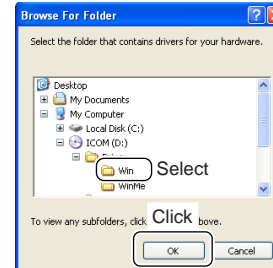 Browse For Folder
Select the folder that contains drivers for your hardware.
Desktop
My Documents
My Computer
Local Disk (C:)
ICOM (D:)
Win
Select
WinMe
To view any subfolders, click
Click
bove.
OK
Cancel